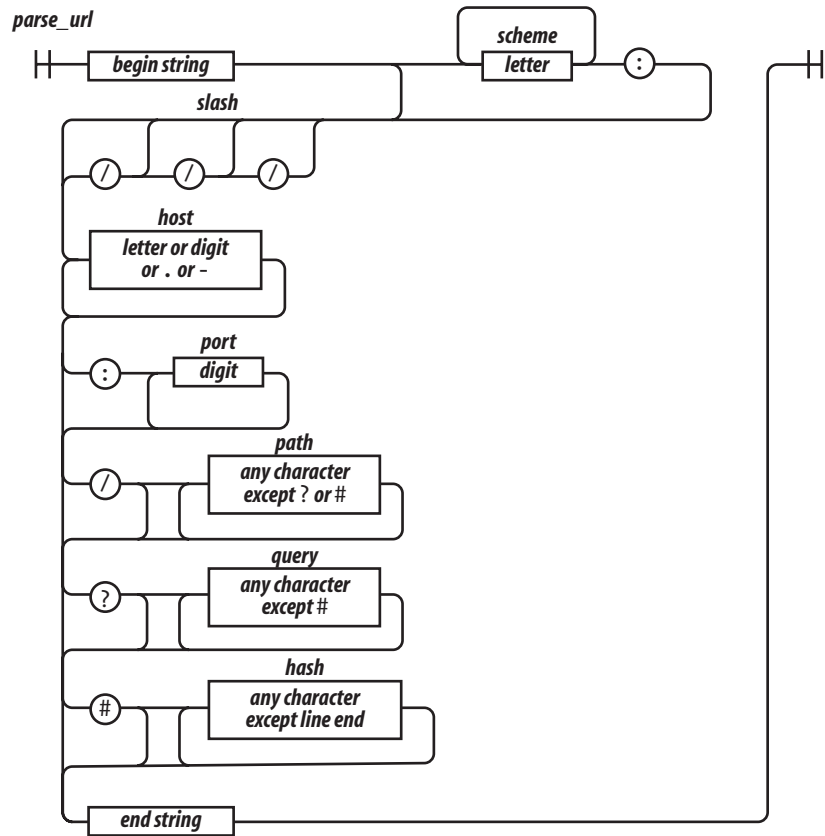 parse_url
scheme
begin string
letter
:
slash
/
/
/
host
letter or digit
or . or -
port
:
digit
path
/
any character
except ? or #
query
?
any character
except #
hash
#
any character
except line end
end string